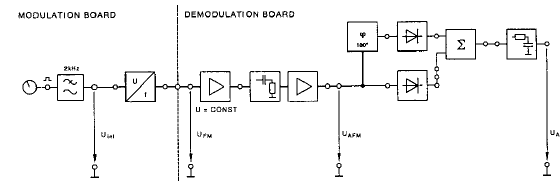 MODULATION BOARD
DEMODULATION BOARD
2kHz
U
f
φ
180°
Σ
U = CONST
U_inf
U_FM
U_AFM
U_A